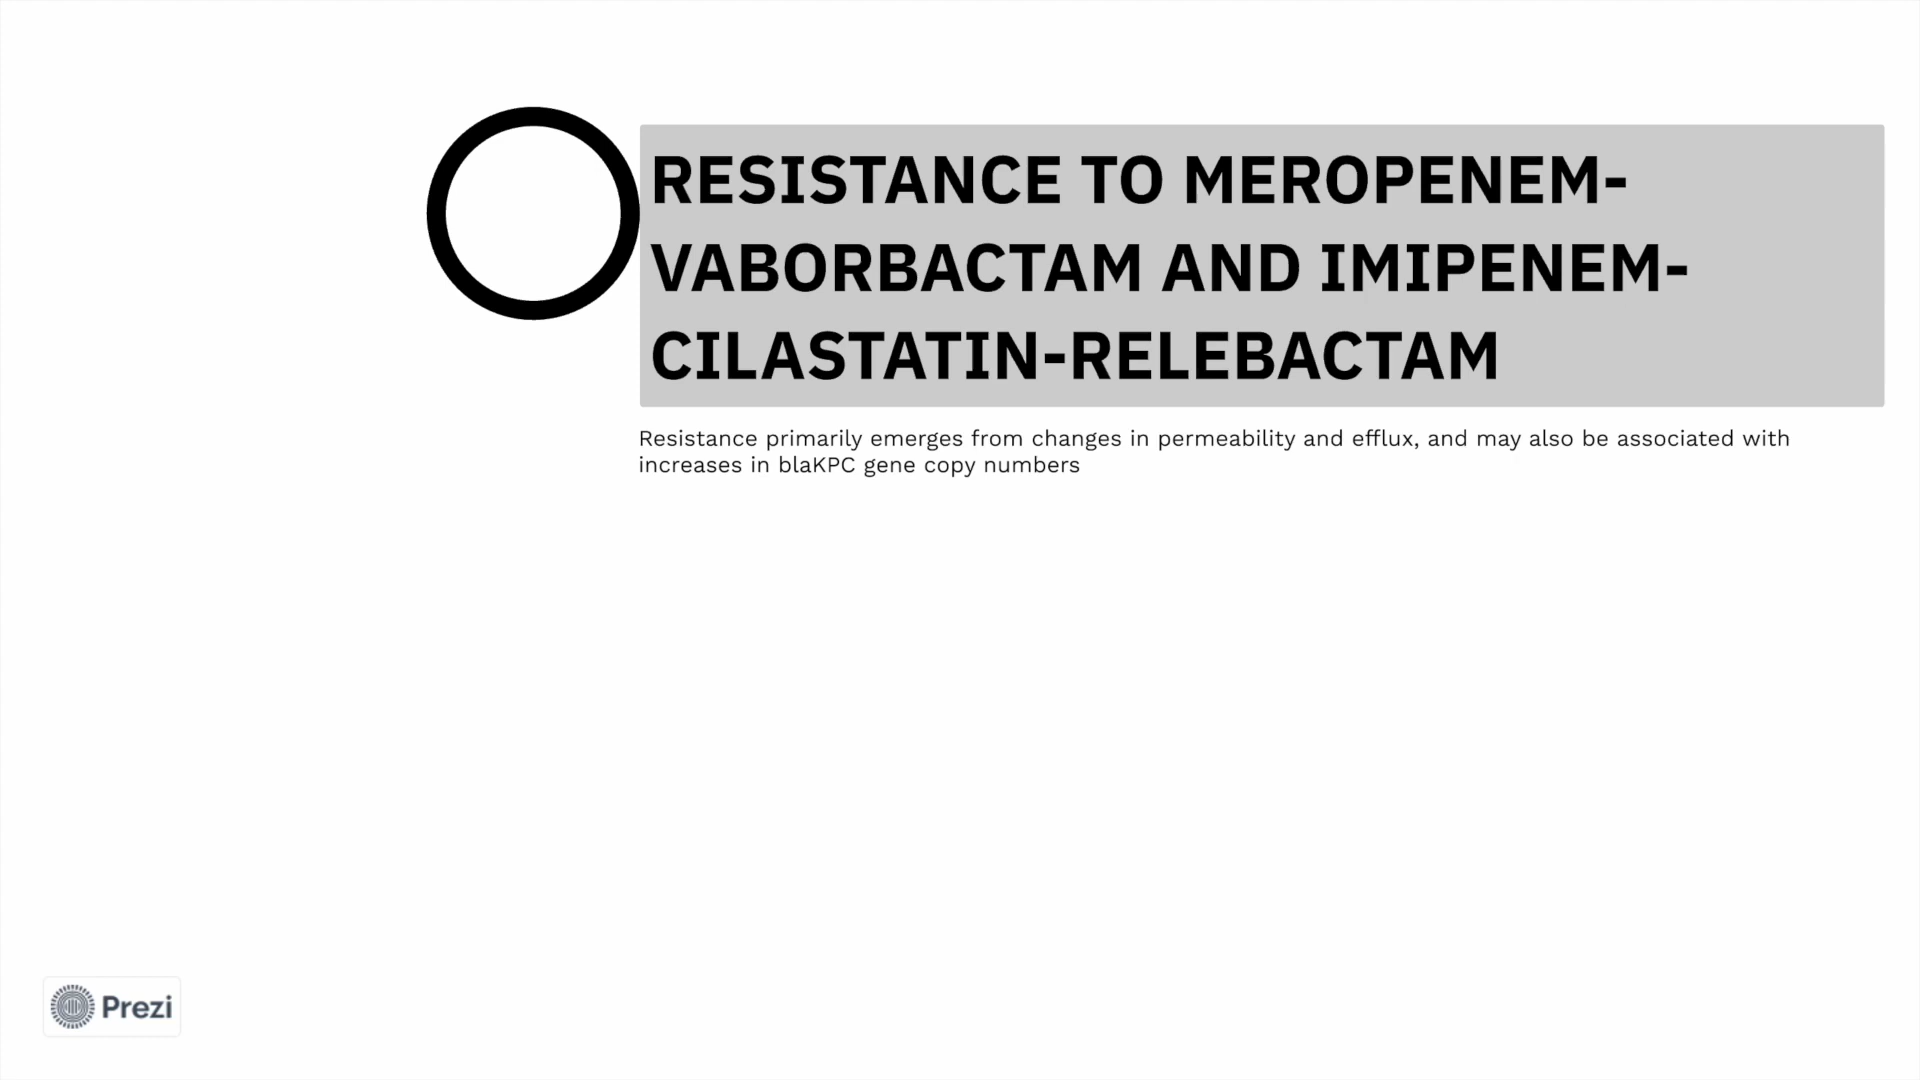 RESISTANCE TO MEROPENEM-
VABORBACTAM AND IMIPENEM-
CILASTATIN-RELEBACTAM
Resistance primarily emerges from changes in permeability and efflux, and may also be associated with
increases in blaKPC gene copy numbers
Prezi